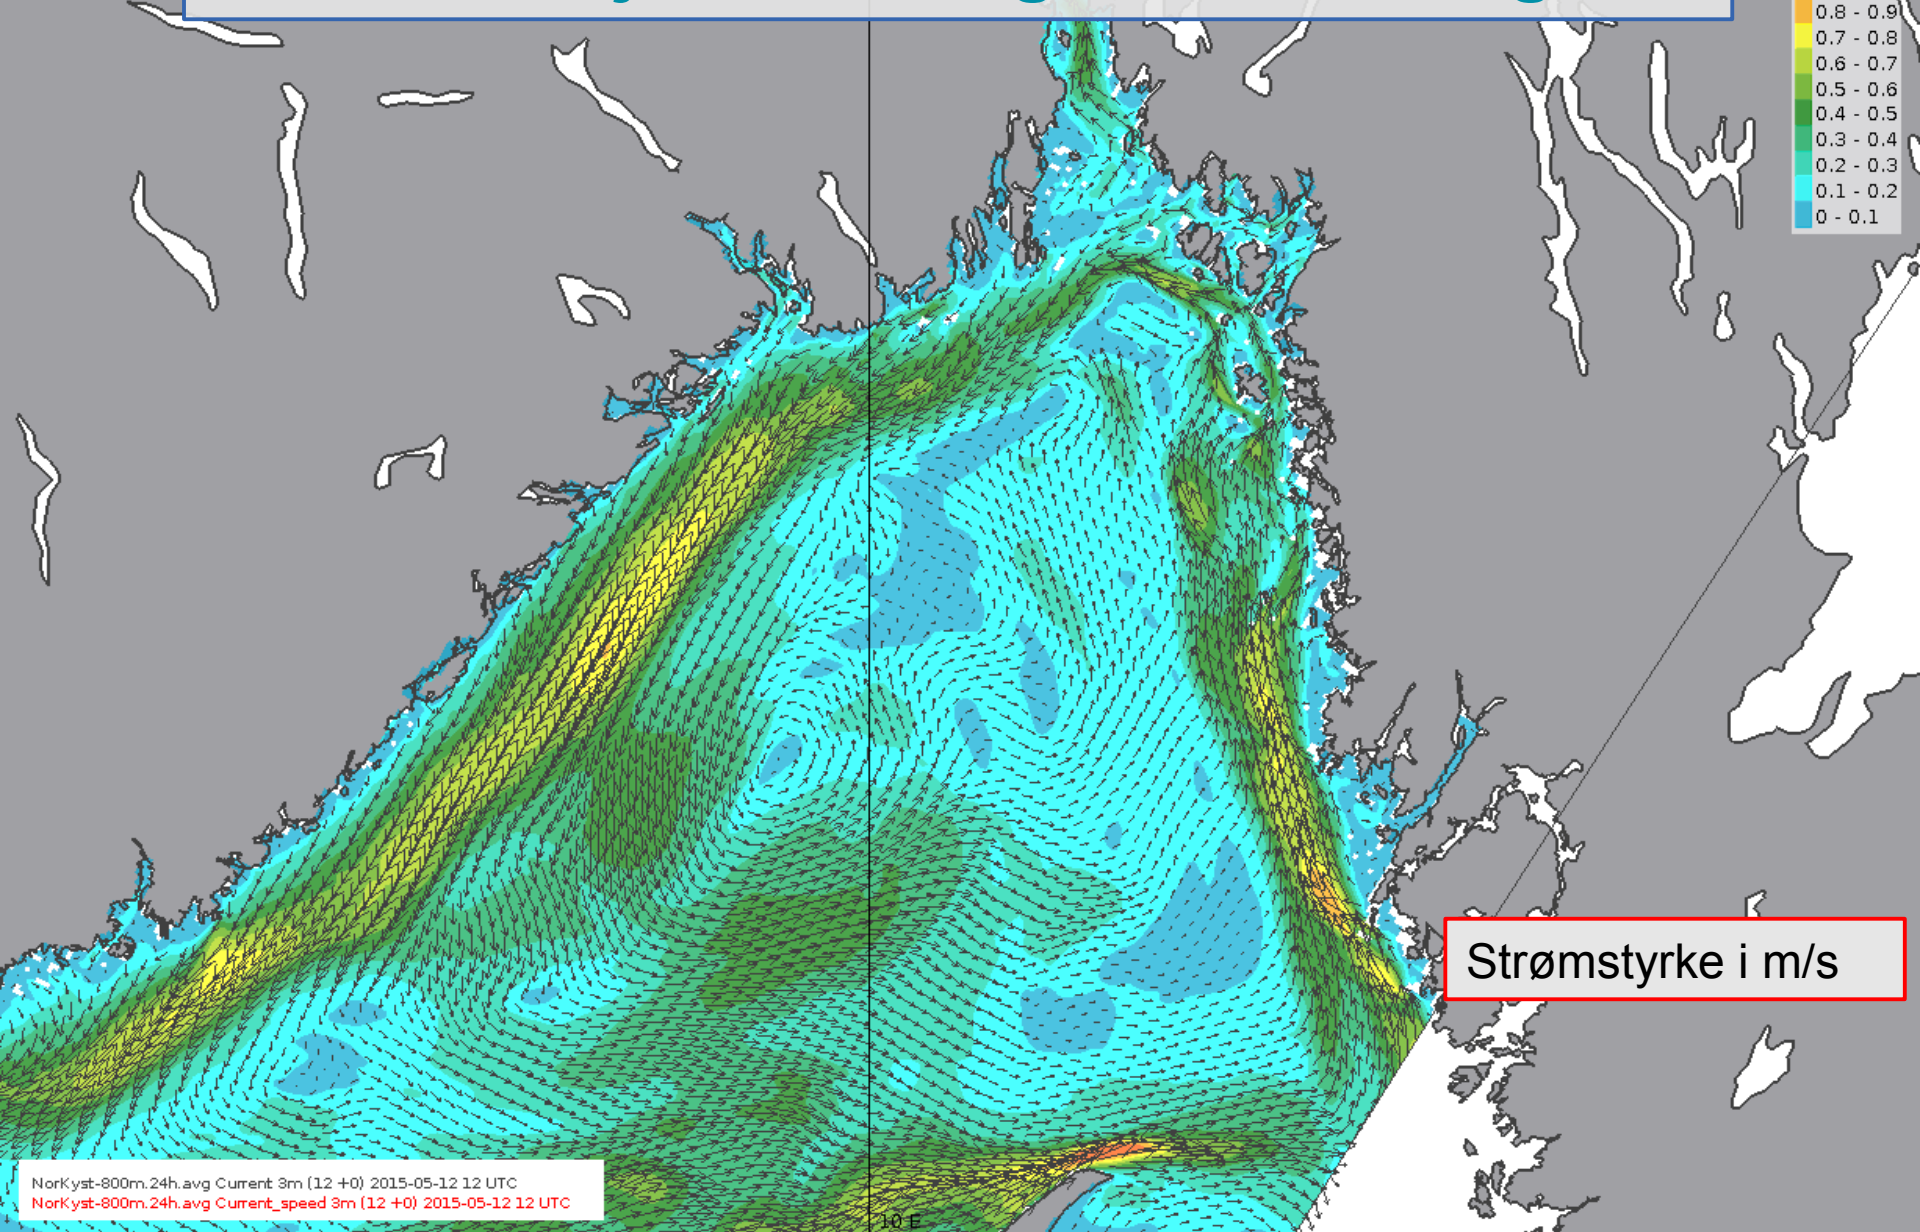 0.8 - 0.9
0.7 - 0.8
0.6 - 0.7
0.5 - 0.6
0.4 - 0.5
0.3 - 0.4
0.2 - 0.3
0.1 - 0.2
0 - 0.1
Strømstyrke i m/s
NorKyst-800m.24h.avg Current 3m (12 +0) 2015-05-12 12 UTC
NorKyst-800m.24h.avg Current_speed 3m (12 +0) 2015-05-12 12 UTC
10 E